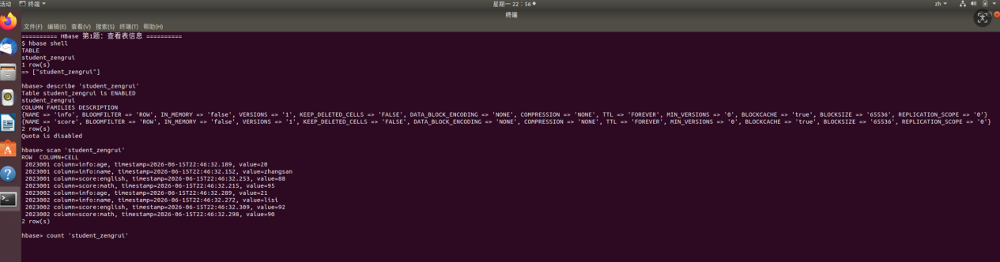 活动 终端 星期一 22：56 zh
终端
文件(F) 编辑(E) 查看(V) 搜索(S) 终端(T) 帮助(H)
========== HBase 第1题：查看表信息 ==========
$ hbase shell
TABLE
student_zengrui
1 row(s)
=> ["student_zengrui"]
hbase> describe 'student_zengrui'
Table student_zengrui is ENABLED
student_zengrui
COLUMN FAMILIES DESCRIPTION
{NAME => 'info', BLOOMFILTER => 'ROW', IN_MEMORY => 'false', VERSIONS => '1', KEEP_DELETED_CELLS => 'FALSE', DATA_BLOCK_ENCODING => 'NONE', COMPRESSION => 'NONE', TTL => 'FOREVER', MIN_VERSIONS => '0', BLOCKCACHE => 'true', BLOCKSIZE => '65536', REPLICATION_SCOPE => '0'}
{NAME => 'score', BLOOMFILTER => 'ROW', IN_MEMORY => 'false', VERSIONS => '1', KEEP_DELETED_CELLS => 'FALSE', DATA_BLOCK_ENCODING => 'NONE', COMPRESSION => 'NONE', TTL => 'FOREVER', MIN_VERSIONS => '0', BLOCKCACHE => 'true', BLOCKSIZE => '65536', REPLICATION_SCOPE => '0'}
2 row(s)
Quota is disabled
hbase> scan 'student_zengrui'
ROW  COLUMN+CELL
2023001 column=info:age, timestamp=2026-06-15T22:46:32.189, value=20
2023001 column=info:name, timestamp=2026-06-15T22:46:32.152, value=zhangsan
2023001 column=score:english, timestamp=2026-06-15T22:46:32.253, value=88
2023001 column=score:math, timestamp=2026-06-15T22:46:32.215, value=95
2023002 column=info:age, timestamp=2026-06-15T22:46:32.289, value=21
2023002 column=info:name, timestamp=2026-06-15T22:46:32.272, value=lisi
2023002 column=score:english, timestamp=2026-06-15T22:46:32.309, value=92
2023002 column=score:math, timestamp=2026-06-15T22:46:32.298, value=90
2 row(s)
hbase> count 'student_zengrui'